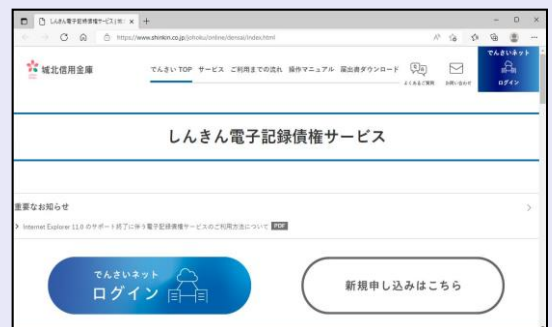 しんきん電子記録債権サービス | 城:
https://www.shinkin.co.jp/johoku/online/densai/index.html
城北信用金庫
でんさい TOP サービス ご利用までの流れ 操作マニュアル 届出書ダウンロード
よくあるご質問
お問い合わせ
でんさいネット
ログイン
しんきん電子記録債権サービス
重要なお知らせ
Internet Explorer 11.0 のサポート終了に伴う電子記録債権サービスのご利用方法について PDF
でんさいネット
ログイン
新規申し込みはこちら